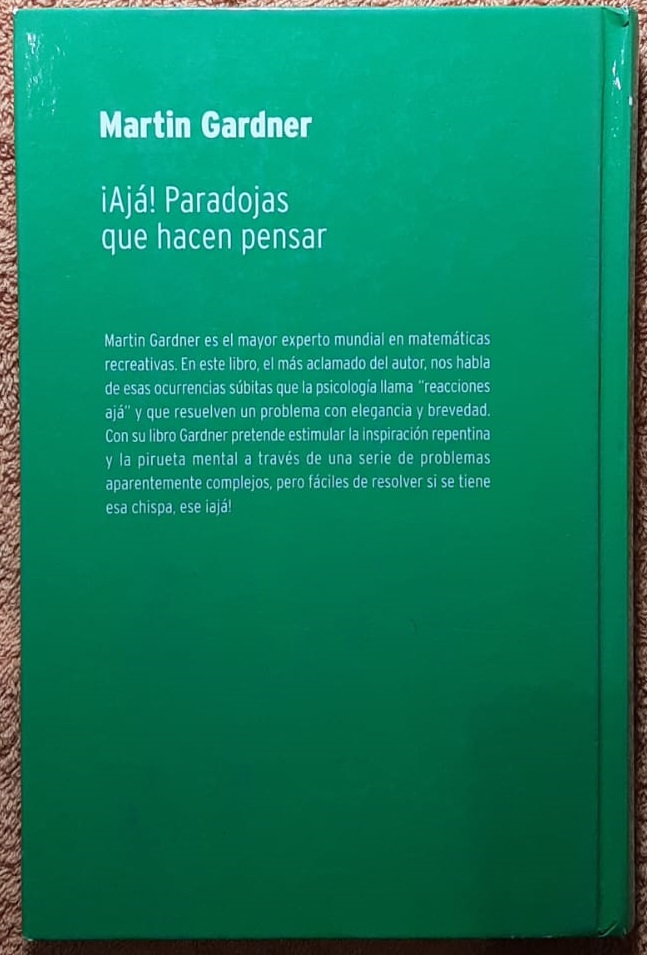 Martin Gardner
¡Ajá! Paradojas
que hacen pensar
Martin Gardner es el mayor experto mundial en matemáticas
recreativas. En este libro, el más aclamado del autor, nos habla
de esas ocurrencias súbitas que la psicología llama "reacciones
ajá" y que resuelven un problema con elegancia y brevedad.
Con su libro Gardner pretende estimular la inspiración repentina
y la pirueta mental a través de una serie de problemas
aparentemente complejos, pero fáciles de resolver si se tiene
esa chispa, ese ¡ajá!